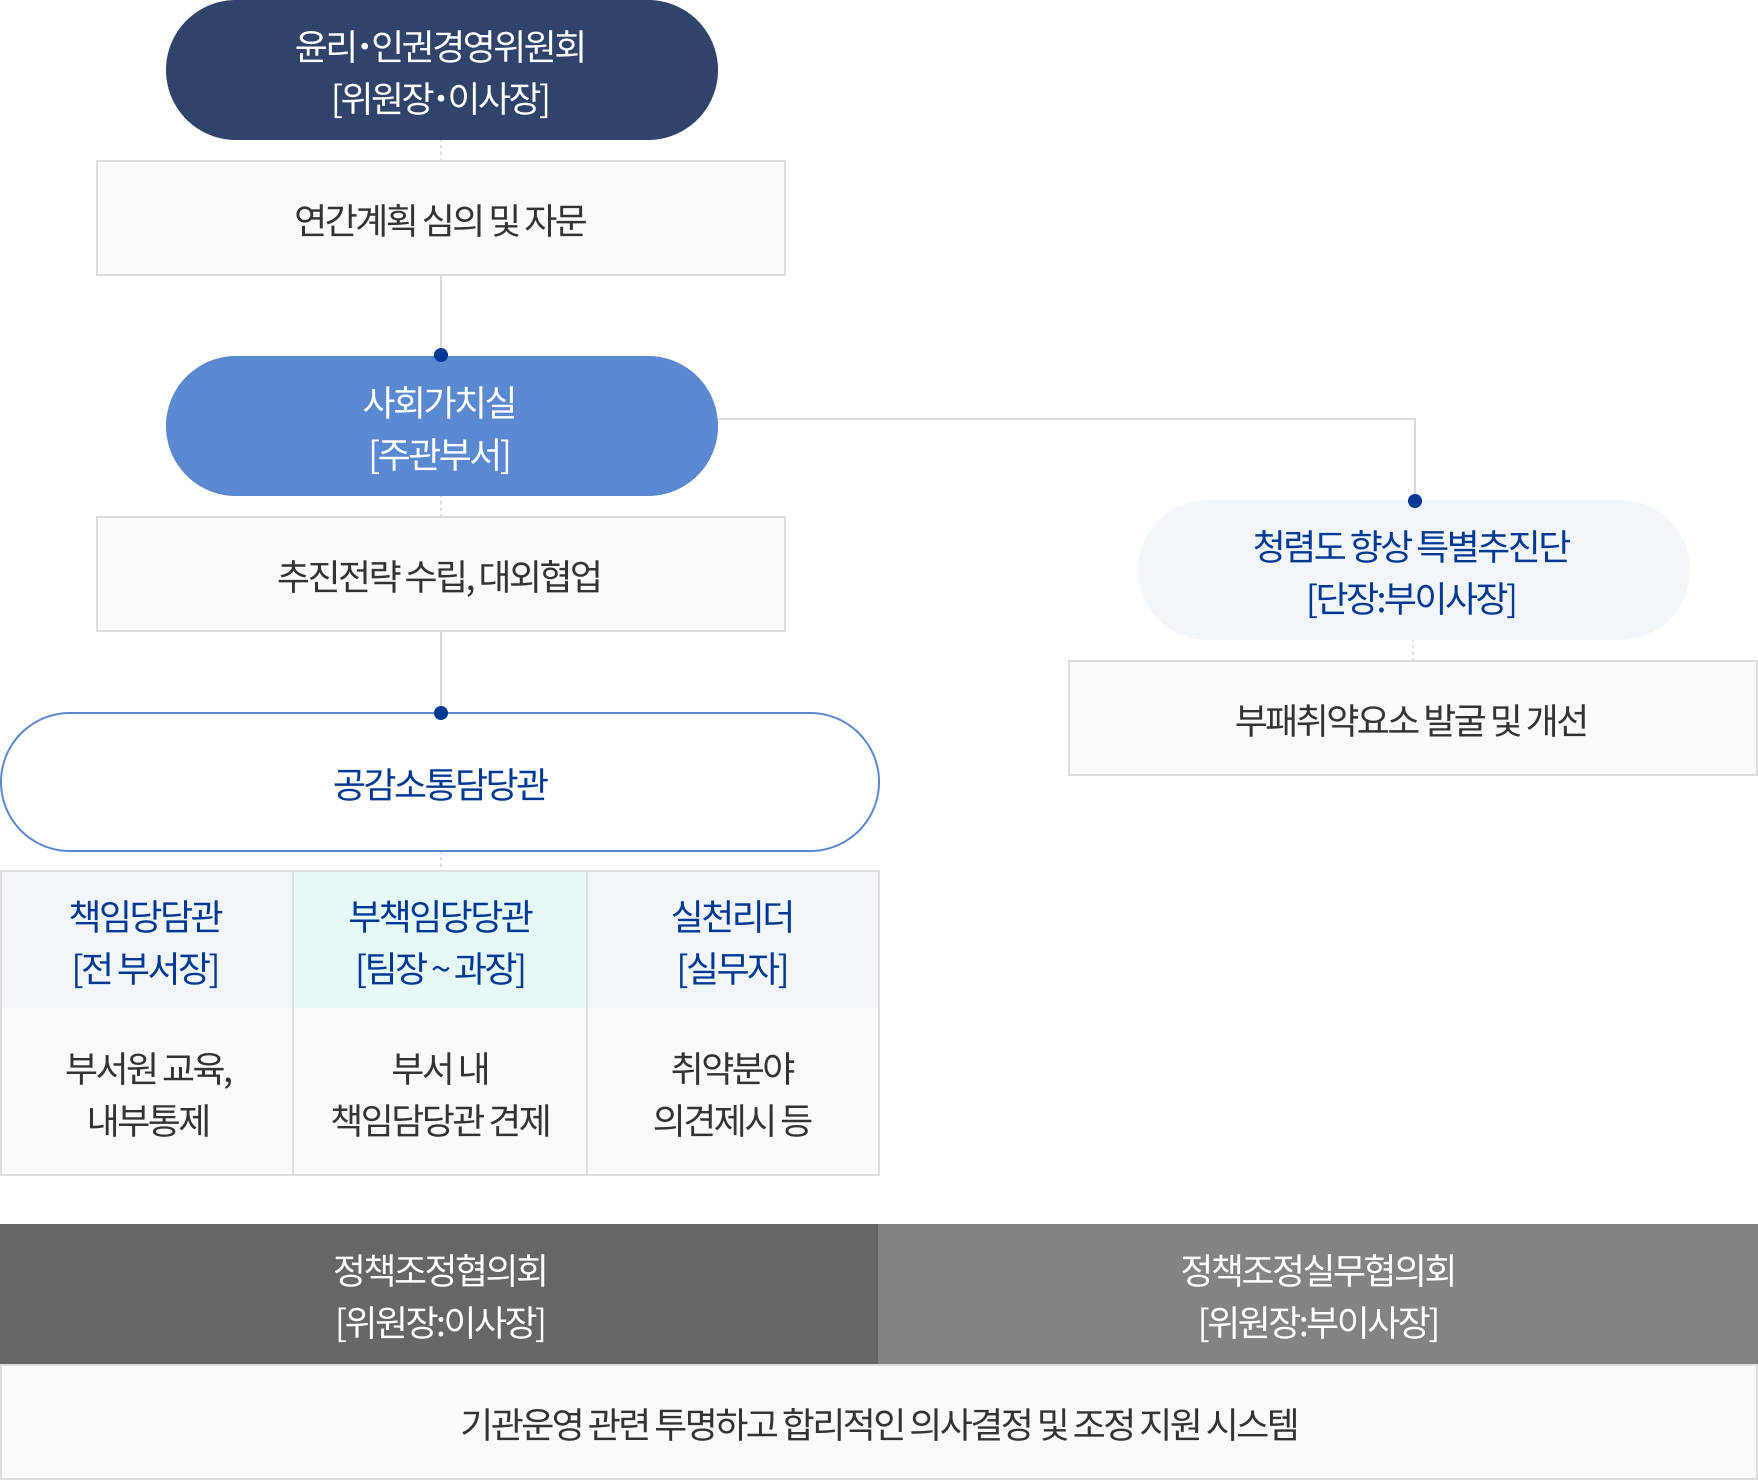 윤리·인권경영위원회
[위원장·이사장]
연간계획 심의 및 자문
사회가치실
[주관부서]
추진전략 수립, 대외협업
청렴도 향상 특별추진단
[단장:부이사장]
부패취약요소 발굴 및 개선
공감소통담당관
책임당담관
[전 부서장]
부서원 교육,
내부통제
부책임당당관
[팀장 ~ 과장]
부서 내
책임담당관 견제
실천리더
[실무자]
취약분야
의견제시 등
정책조정협의회
[위원장:이사장]
정책조정실무협의회
[위원장:부이사장]
기관운영 관련 투명하고 합리적인 의사결정 및 조정 지원 시스템